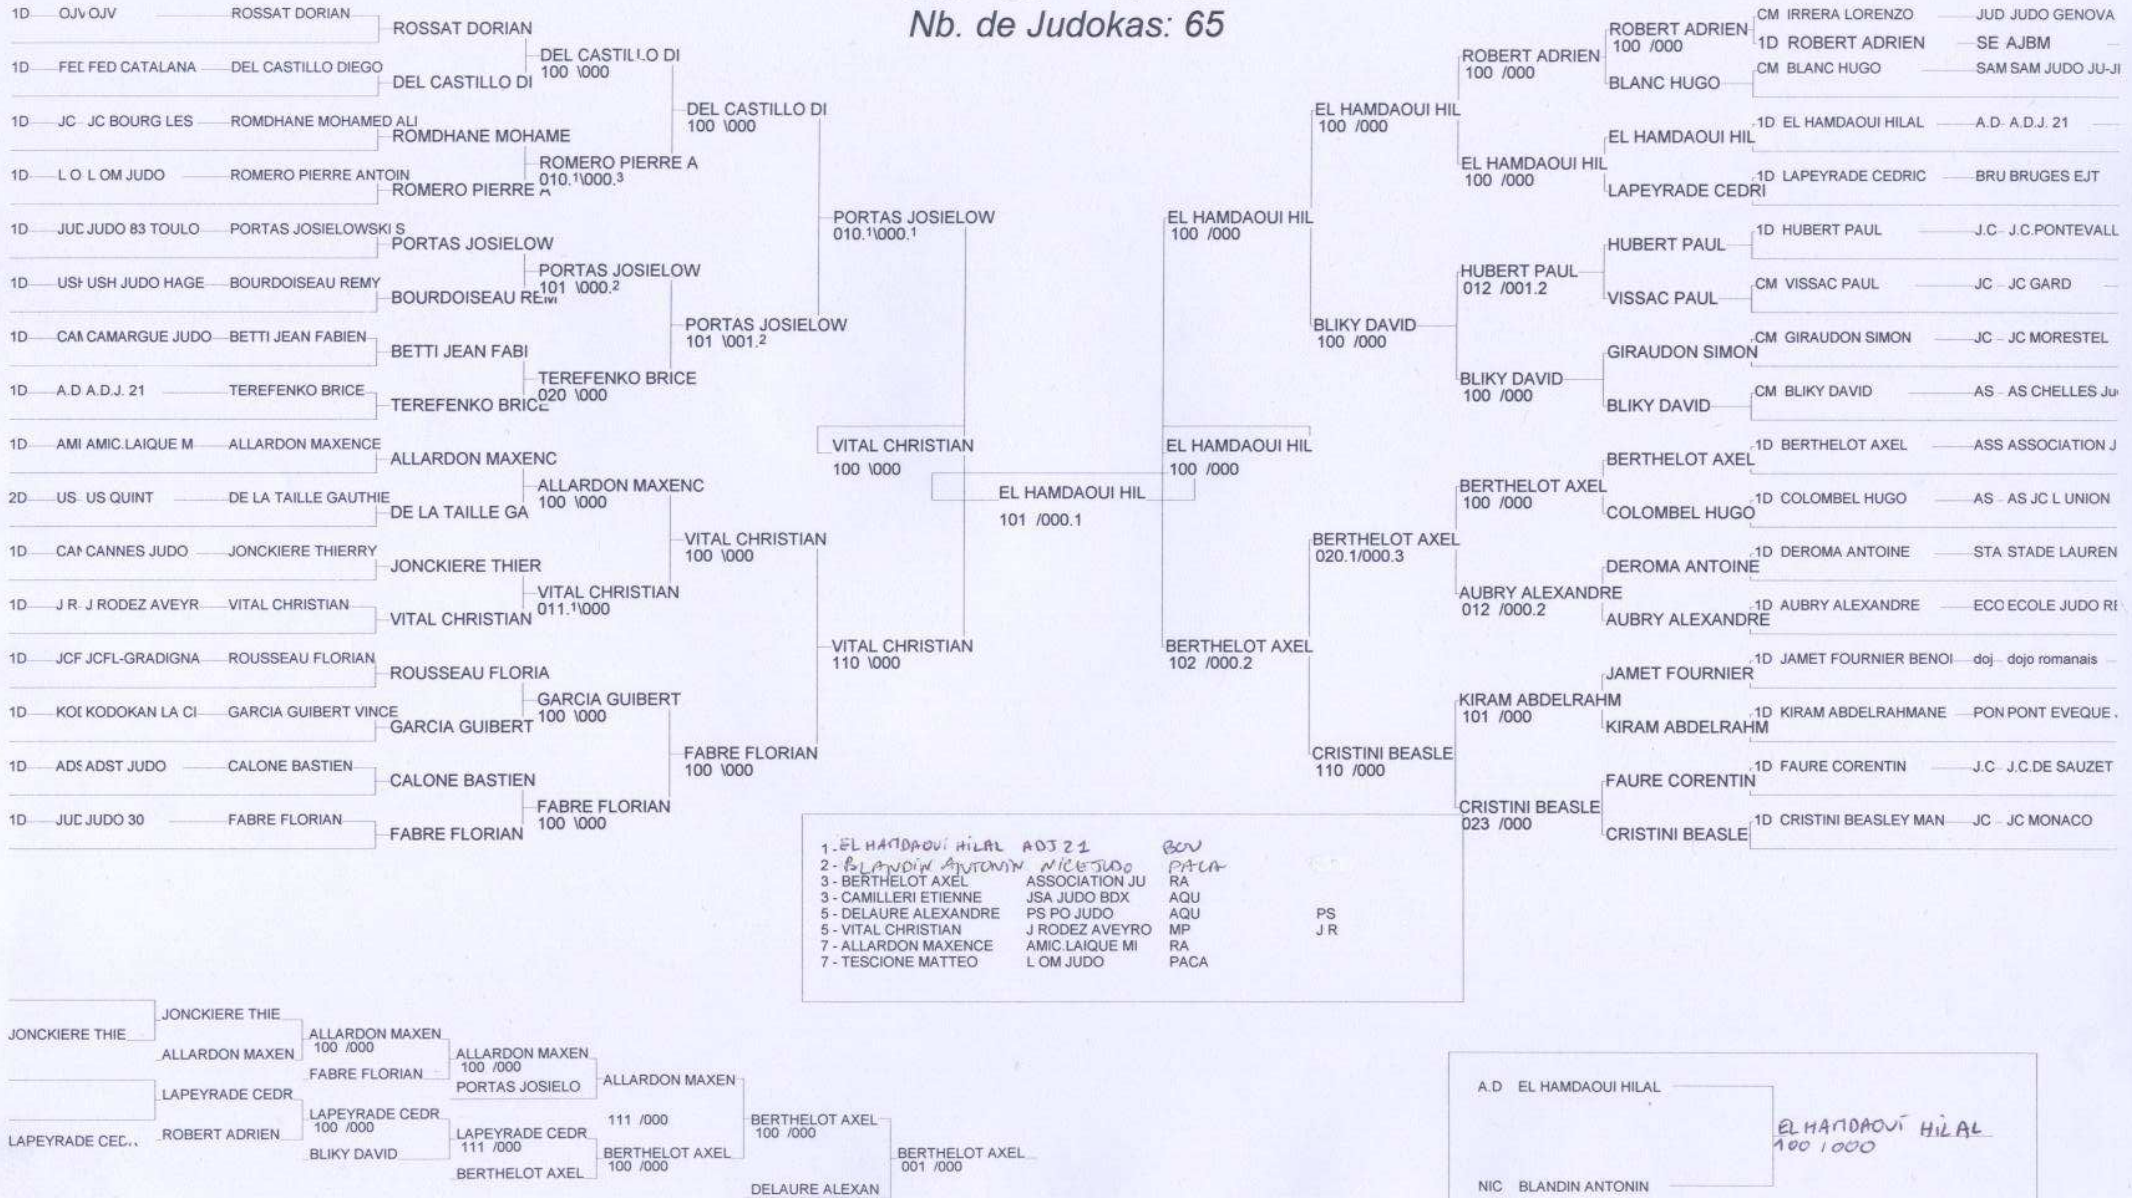 Nb. de Judokas: 65
1D OJV OJV ROSSAT DORIAN
1D FEC FED CATALANA DEL CASTILLO DIEGO
1D JC JC BOURG LES ROMDHANE MOHAMED ALI
1D L O L OM JUDO ROMERO PIERRE ANTOIN
1D JUD JUDO 83 TOULO PORTAS JOSIELOWSKI S
1D USH USH JUDO HAGE BOURDOISEAU REMY
1D CAM CAMARGUE JUDO BETTI JEAN FABIEN
1D A.D A.D.J. 21 TEREFENKO BRICE
1D AMI AMIC.LAIQUE M ALLARDON MAXENCE
2D US US QUINT DE LA TAILLE GAUTHIE
1D CAN CANNES JUDO JONCKIERE THIERRY
1D J R J RODEZ AVEYR VITAL CHRISTIAN
1D JCF JCFL-GRADIGNA ROUSSEAU FLORIAN
1D KOD KODOKAN LA CI GARCIA GUIBERT VINCE
1D ADS ADST JUDO CALONE BASTIEN
1D JUD JUDO 30 FABRE FLORIAN
ROSSAT DORIAN
DEL CASTILLO DI
ROMDHANE MOHAME
ROMERO PIERRE A
PORTAS JOSIELOW
BOURDOISEAU REM
BETTI JEAN FABI
TEREFENKO BRICE
ALLARDON MAXENC
DE LA TAILLE GA
JONCKIERE THIER
VITAL CHRISTIAN
ROUSSEAU FLORIA
GARCIA GUIBERT
CALONE BASTIEN
FABRE FLORIAN
DEL CASTILLO DI
100 \000
ROMERO PIERRE A
010.1\000.3
PORTAS JOSIELOW
101 \000.2
TEREFENKO BRICE
020 \000
ALLARDON MAXENC
100 \000
VITAL CHRISTIAN
011.1\000
GARCIA GUIBERT
100 \000
FABRE FLORIAN
100 \000
DEL CASTILLO DI
100 \000
PORTAS JOSIELOW
101 \001.2
VITAL CHRISTIAN
100 \000
FABRE FLORIAN
100 \000
PORTAS JOSIELOW
010.1\000.1
VITAL CHRISTIAN
110 \000
VITAL CHRISTIAN
100 \000
EL HAMDAOUI HIL
101 /000.1
EL HAMDAOUI HIL
100 /000
EL HAMDAOUI HIL
100 /000
BERTHELOT AXEL
102 /000.2
EL HAMDAOUI HIL
100 /000
BLIKY DAVID
100 /000
BERTHELOT AXEL
020.1/000.3
CRISTINI BEASLE
110 /000
ROBERT ADRIEN
100 /000
EL HAMDAOUI HIL
100 /000
HUBERT PAUL
012 /001.2
BLIKY DAVID
100 /000
BERTHELOT AXEL
100 /000
AUBRY ALEXANDRE
012 /000.2
KIRAM ABDELRAHM
101 /000
CRISTINI BEASLE
023 /000
ROBERT ADRIEN
100 /000
BLANC HUGO
EL HAMDAOUI HIL
LAPEYRADE CEDRI
HUBERT PAUL
VISSAC PAUL
GIRAUDON SIMON
BLIKY DAVID
BERTHELOT AXEL
COLOMBEL HUGO
DEROMA ANTOINE
AUBRY ALEXANDRE
JAMET FOURNIER
KIRAM ABDELRAHM
FAURE CORENTIN
CRISTINI BEASLE
CM IRRERA LORENZO JUD JUDO GENOVA
1D ROBERT ADRIEN SE AJBM
CM BLANC HUGO SAM SAM JUDO JU-JI
1D EL HAMDAOUI HILAL A.D A.D.J. 21
1D LAPEYRADE CEDRIC BRU BRUGES EJT
1D HUBERT PAUL J.C J.C.PONTEVALL
CM VISSAC PAUL JC JC GARD
CM GIRAUDON SIMON JC JC MORESTEL
CM BLIKY DAVID AS AS CHELLES Ju
1D BERTHELOT AXEL ASS ASSOCIATION J
1D COLOMBEL HUGO AS AS JC L UNION
1D DEROMA ANTOINE STA STADE LAUREN
1D AUBRY ALEXANDRE ECO ECOLE JUDO RE
1D JAMET FOURNIER BENOI doj dojo romanais
1D KIRAM ABDELRAHMANE PON PONT EVEQUE
1D FAURE CORENTIN J.C J.C.DE SAUZET
1D CRISTINI BEASLEY MAN JC JC MONACO
1-EL HAMDAOUI HILAL ADJ 21 BOU
2-BLANDIN ANTONIN NICE JUDO PACA
3 - BERTHELOT AXEL ASSOCIATION JU RA
3 - CAMILLERI ETIENNE JSA JUDO BDX AQU
5 - DELAURE ALEXANDRE PS PO JUDO AQU PS
5 - VITAL CHRISTIAN J RODEZ AVEYRO MP J R
7 - ALLARDON MAXENCE AMIC.LAIQUE MI RA
7 - TESCIONE MATTEO L OM JUDO PACA
JONCKIERE THIE
LAPEYRADE CED
JONCKIERE THIE
ALLARDON MAXEN
LAPEYRADE CEDR
ROBERT ADRIEN
ALLARDON MAXEN
100 /000
FABRE FLORIAN
LAPEYRADE CEDR
100 /000
BLIKY DAVID
ALLARDON MAXEN
100 /000
PORTAS JOSIELO
LAPEYRADE CEDR
111 /000
BERTHELOT AXEL
ALLARDON MAXEN
111 /000
BERTHELOT AXEL
100 /000
BERTHELOT AXEL
100 /000
DELAURE ALEXAN
BERTHELOT AXEL
001 /000
A.D EL HAMDAOUI HILAL
EL HAMDAOUI HILAL
100 / 000
NIC BLANDIN ANTONIN